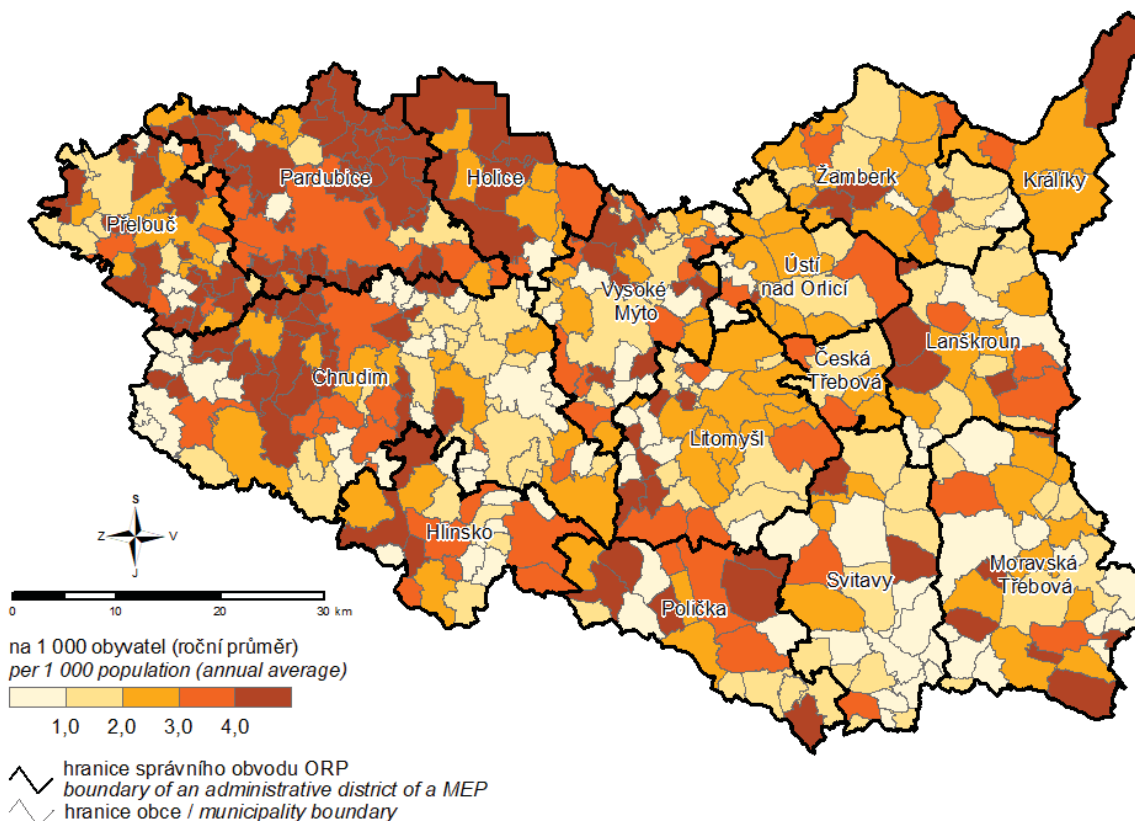 Pardubice
Holice
Žamberk
Králíky
Přelouč
Ústí
nad Orlicí
Vysoké
Mýto
Lanškroun
Česká
Třebová
Chrudim
Litomyšl
Hlinsko
Moravská
Třebová
Svitavy
Polička
S
Z V
J
0 10 20 30 km
na 1 000 obyvatel (roční průměr)
per 1 000 population (annual average)
1,0 2,0 3,0 4,0
hranice správního obvodu ORP
boundary of an administrative district of a MEP
hranice obce / municipality boundary